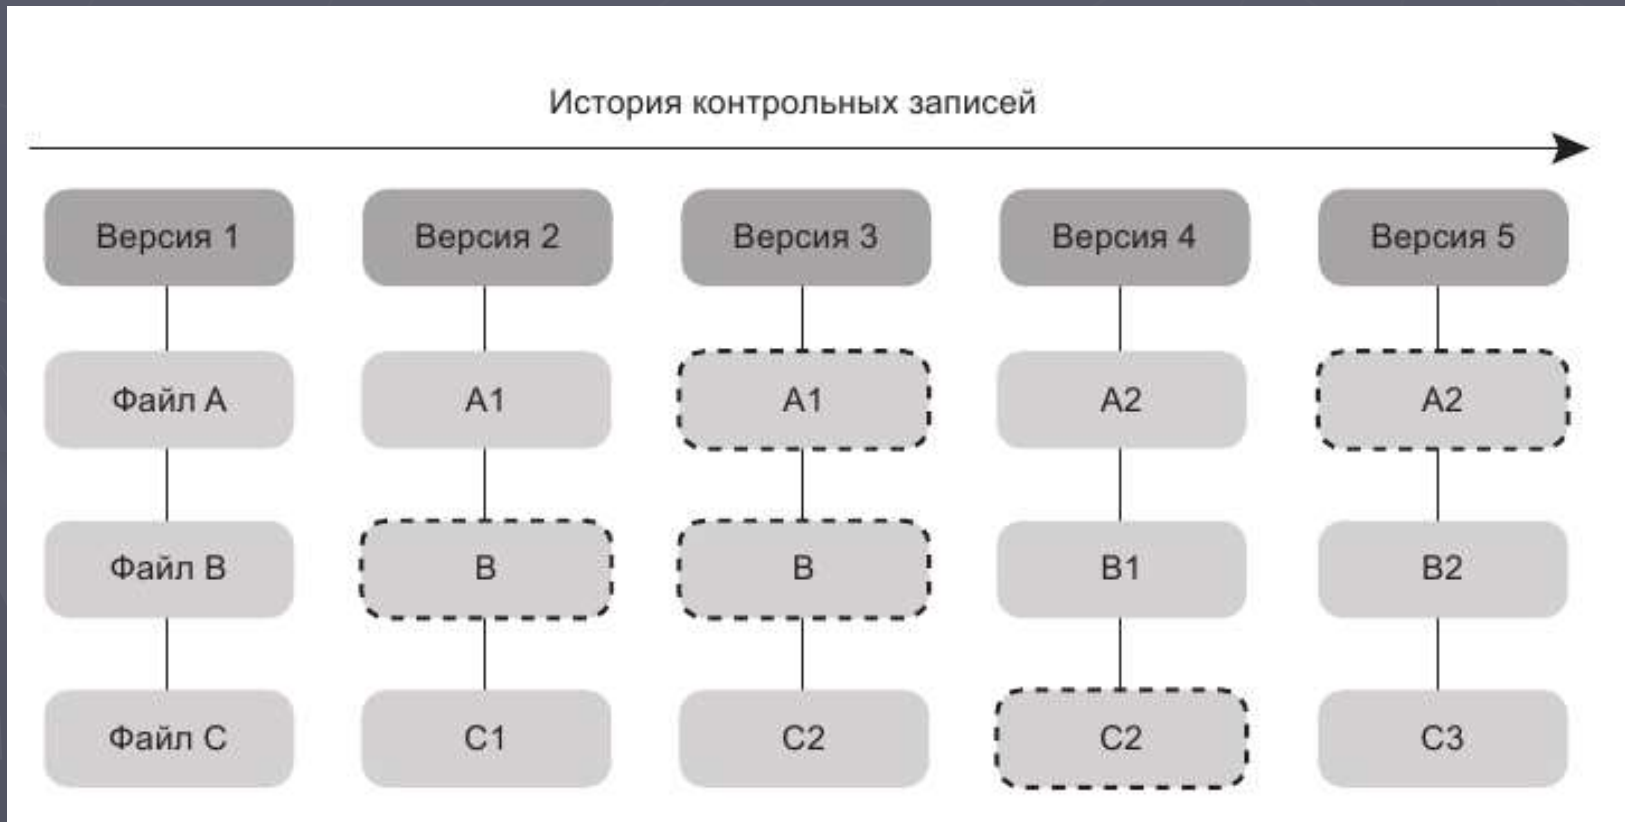 История контрольных записей
Версия 1 Версия 2 Версия 3 Версия 4 Версия 5
Файл A A1 A1 A2 A2
Файл B B B B1 B2
Файл C C1 C2 C2 C3